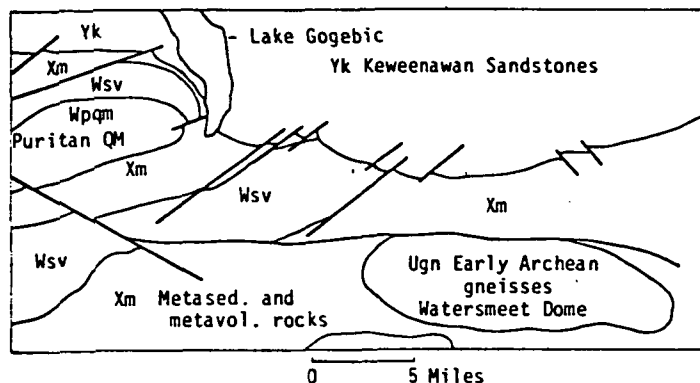 Yk
Lake Gogebic
Yk Keweenawan Sandstones
Xm
Wsv
Wpqm
Puritan QM
Xm
Wsv
Xm
Wsv
Ugn Early Archean
gneisses
Watersmeet Dome
Xm Metased. and
metavol. rocks
0 5 Miles